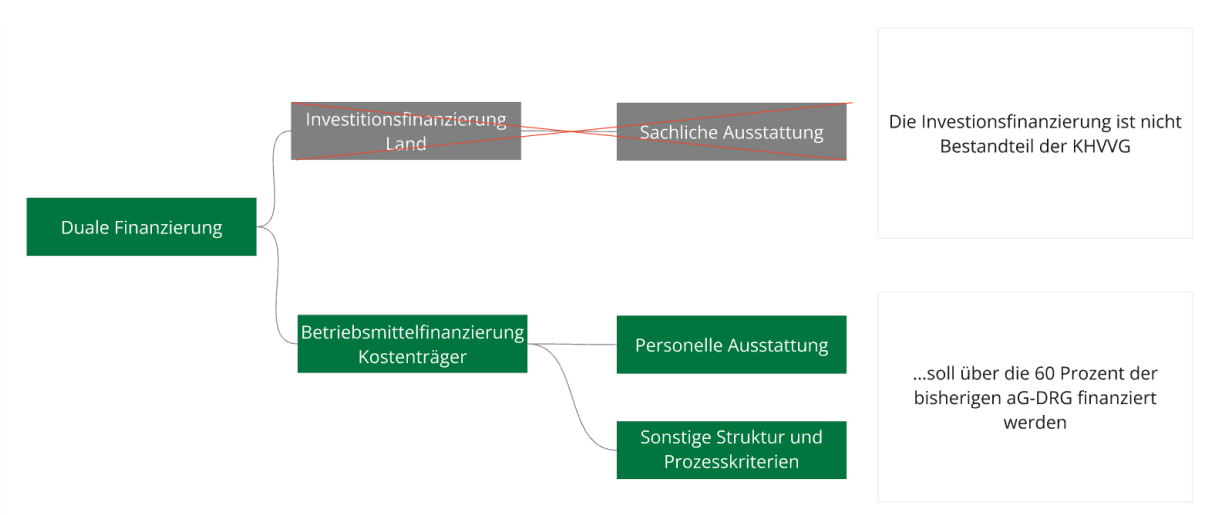 Duale Finanzierung
Investitionsfinanzierung
Land
Sachliche Ausstattung
Die Investionsfinanzierung ist nicht
Bestandteil der KHVVG
Betriebsmittelfinanzierung
Kostenträger
Personelle Ausstattung
Sonstige Struktur und
Prozesskriterien
...soll über die 60 Prozent der
bisherigen aG-DRG finanziert
werden